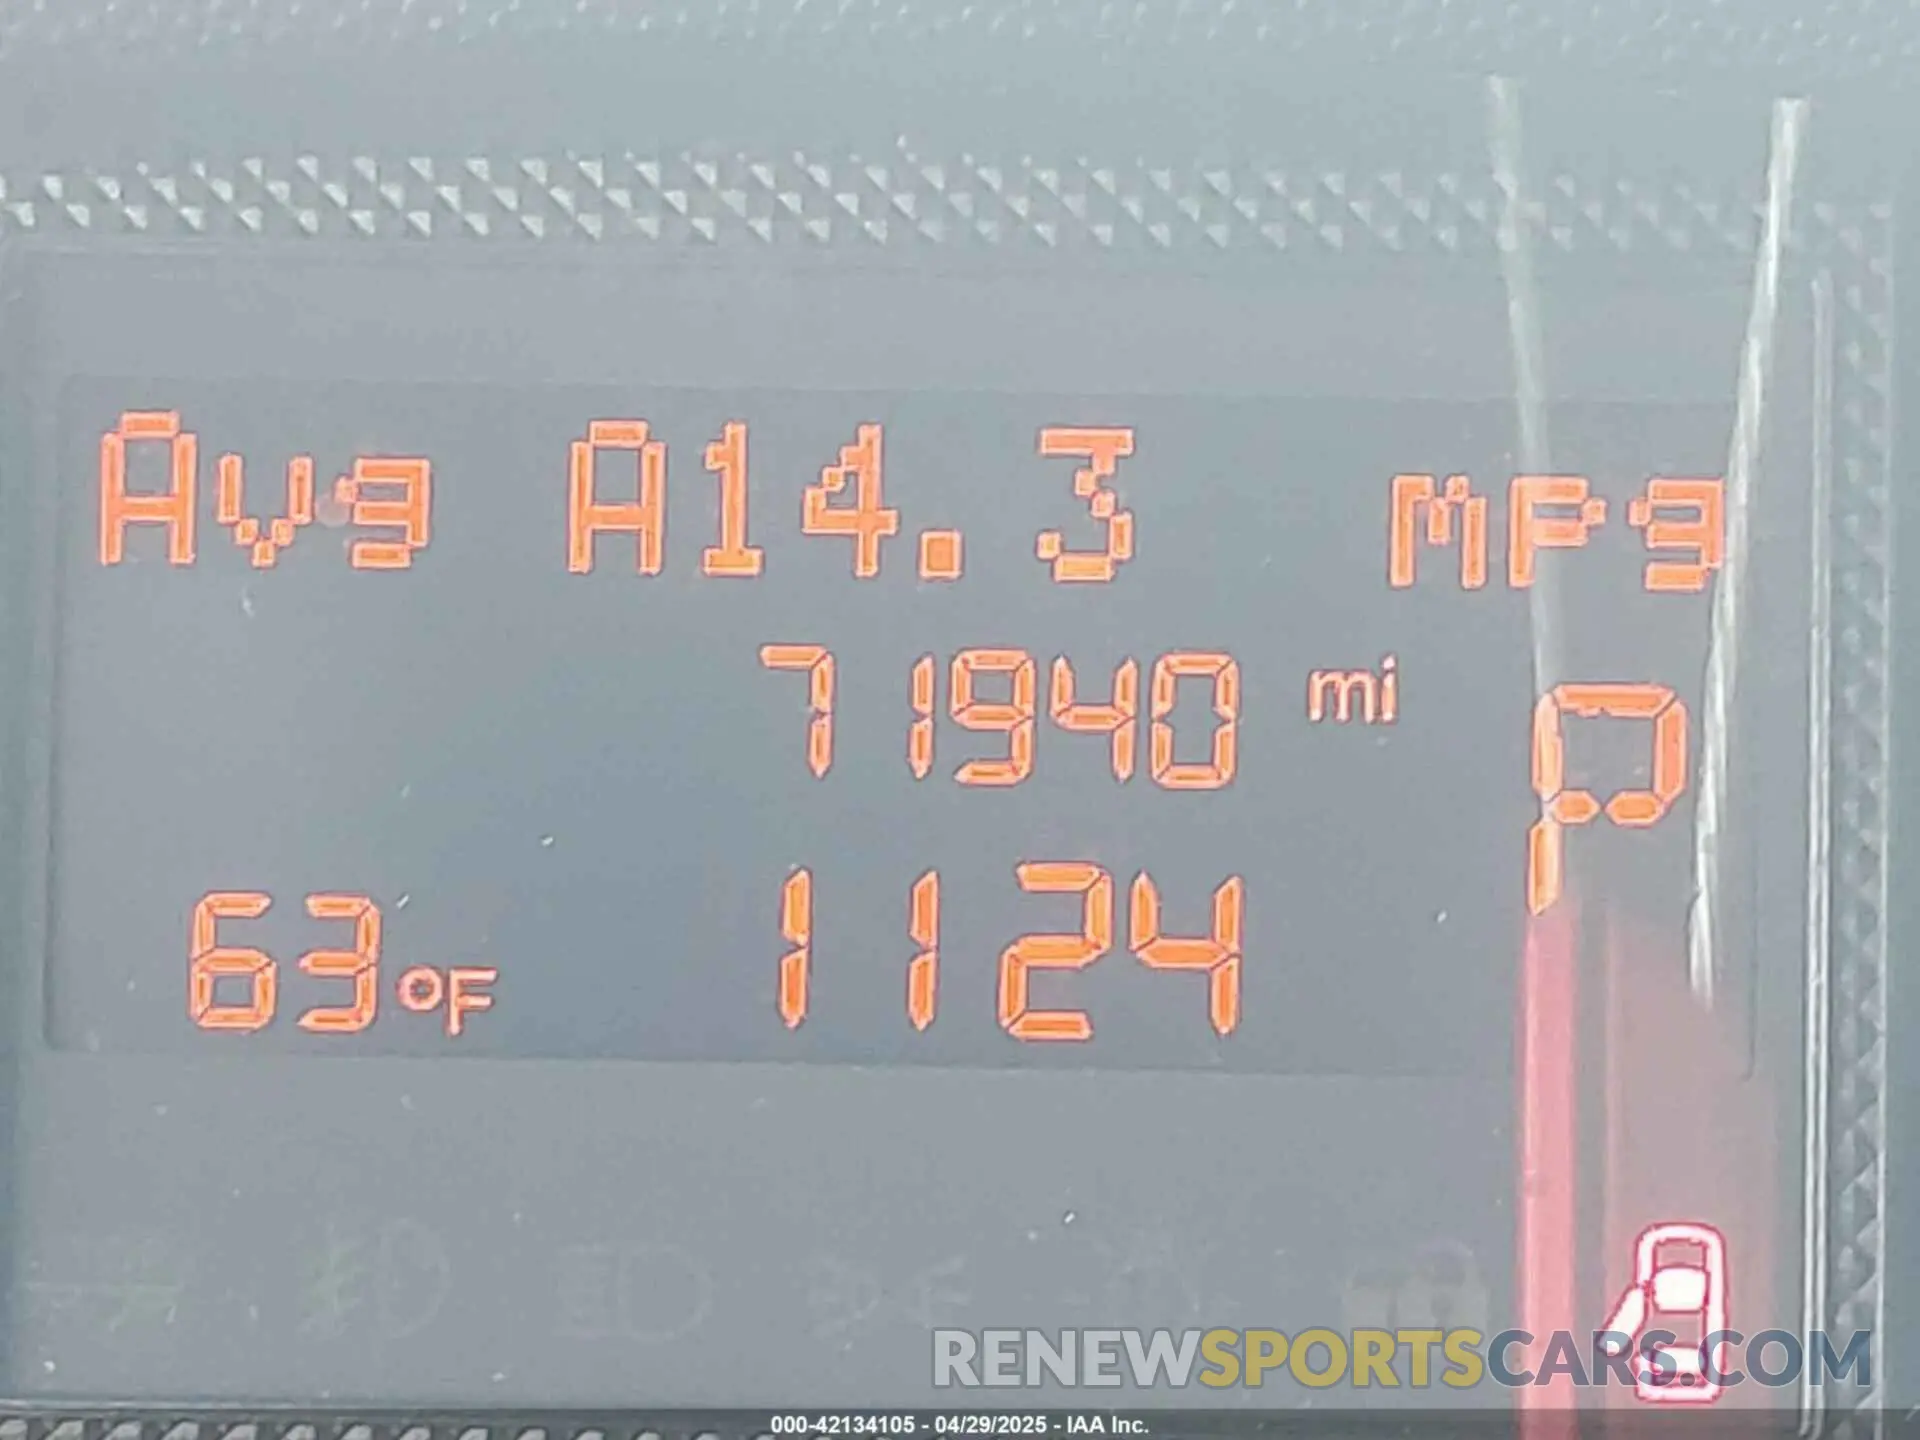 Avg A14.3 mpg
71940 mi
P
63°F 1124
RENEWSPORTSCARS.COM
000-42134105 - 04/29/2025 - IAA Inc.